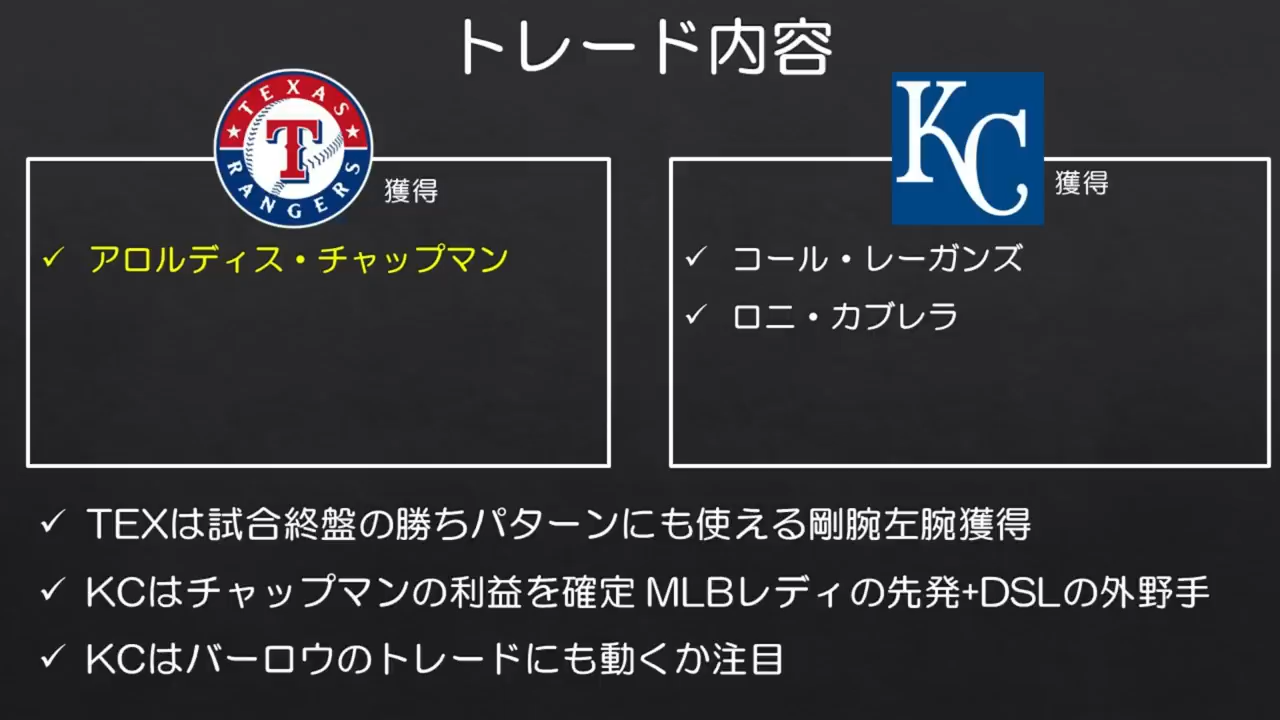 トレード内容
TEXAS
T
RANGERS
獲得
KC
獲得
✓ アロルディス・チャップマン
✓ コール・レーガンズ
✓ ロニ・カブレラ
✓ TEXは試合終盤の勝ちパターンにも使える剛腕左腕獲得
✓ KCはチャップマンの利益を確定 MLBレディの先発+DSLの外野手
✓ KCはバーロウのトレードにも動くか注目